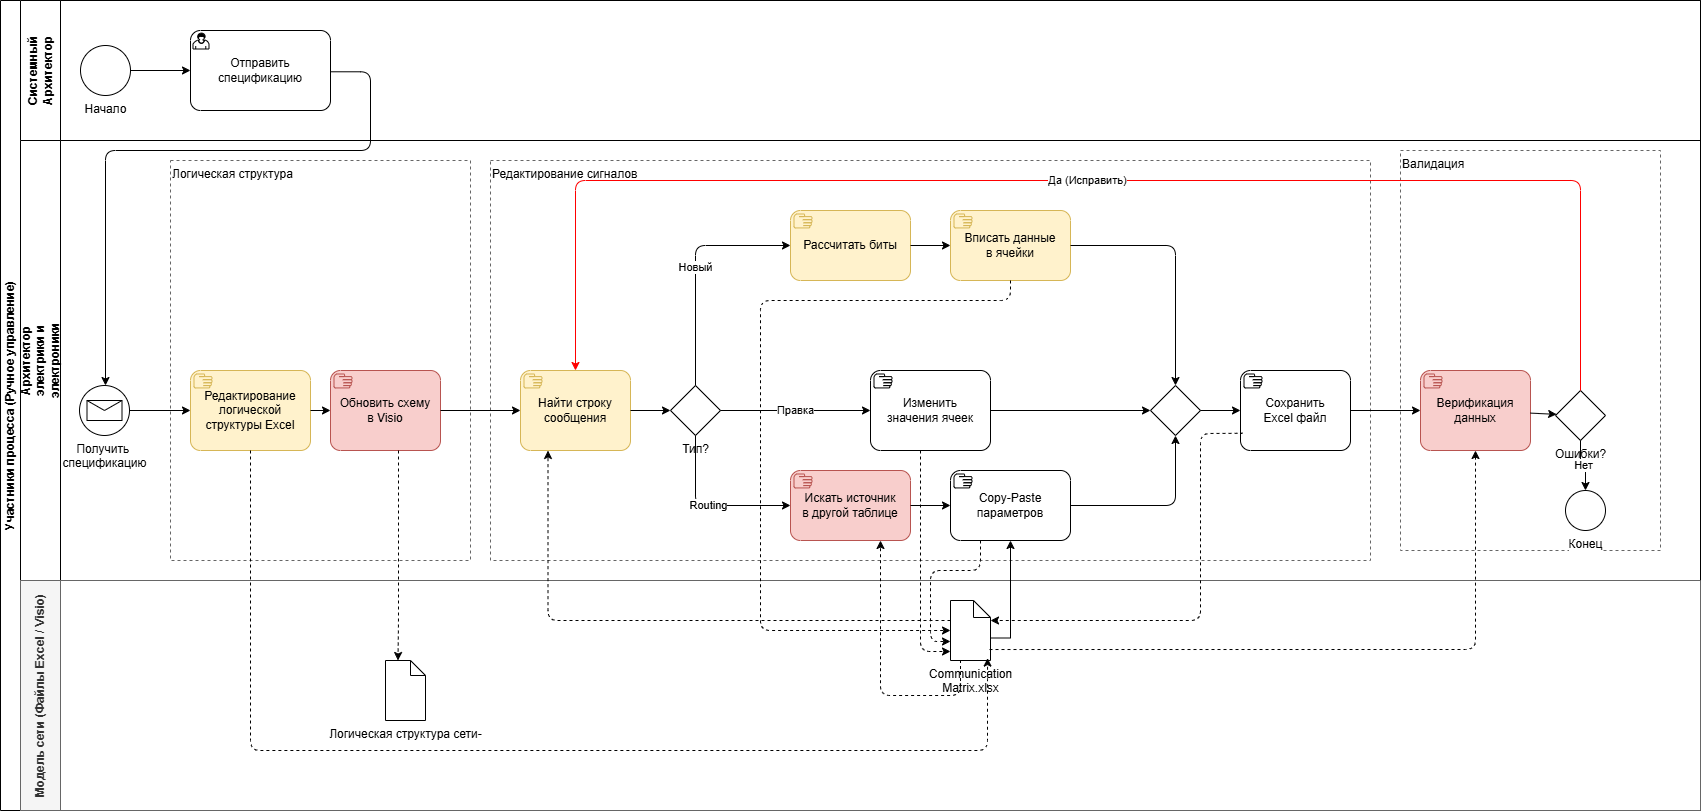 Участники процесса (Ручное управление)
Системный
Архитектор
Начало
Отправить
спецификацию
Архитектор
электрики и
электроники
Получить
спецификацию
Логическая структура
Редактирование
логической
структуры Excel
Обновить схему
в Visio
Редактирование сигналов
Да (Исправить)
Найти строку
сообщения
Тип?
Новый
Рассчитать биты
Вписать данные
в ячейки
Правка
Изменить
значения ячеек
Routing
Искать источник
в другой таблице
Copy-Paste
параметров
Сохранить
Excel файл
Валидация
Верификация
данных
Ошибки?
Нет
Конец
Модель сети (Файлы Excel / Visio)
Логическая структура сети-
Communication
Matrix.xlsx